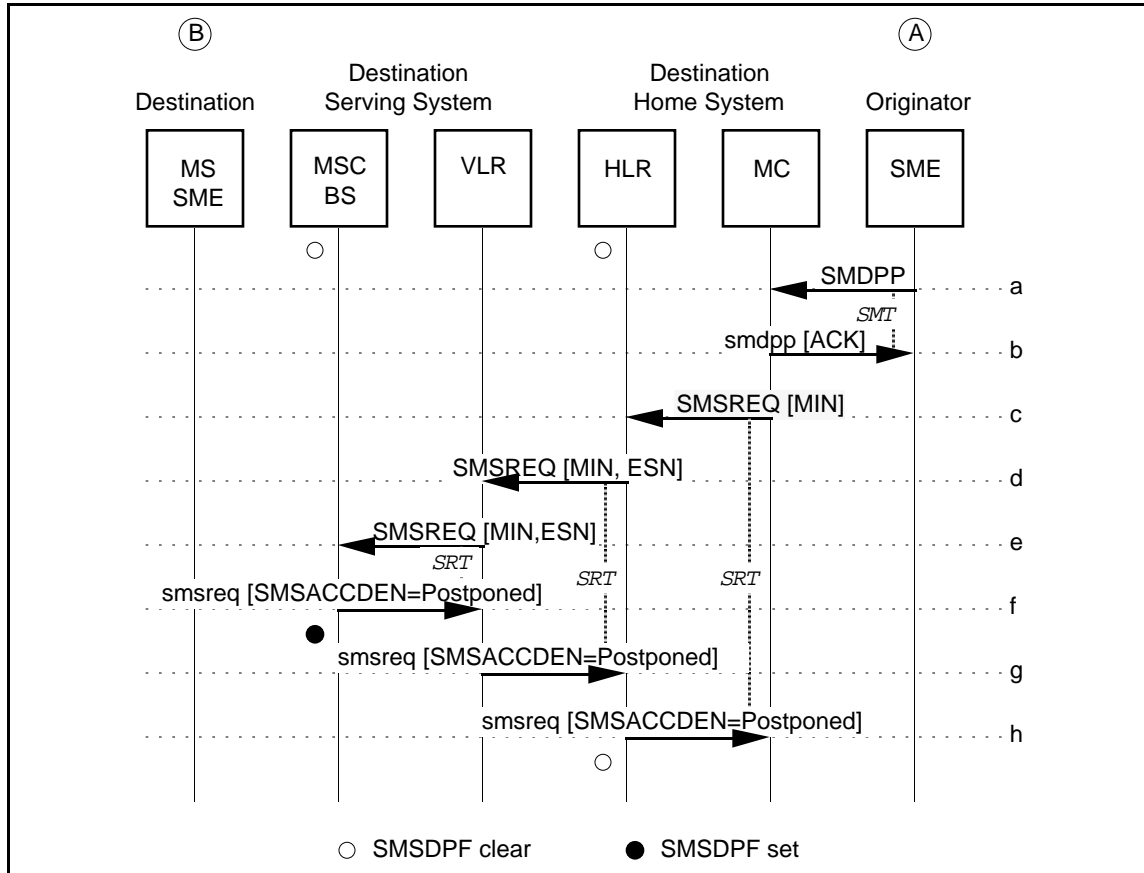 B
A
Destination
Destination
Serving System
Destination
Home System
Originator
MS
SME
MSC
BS
VLR
HLR
MC
SME
SMDPP
a
SMT
smdpp [ACK]
b
SMSREQ [MIN]
c
SMSREQ [MIN, ESN]
d
SMSREQ [MIN,ESN]
e
SRT
SRT
SRT
smsreq [SMSACCDEN=Postponed]
f
smsreq [SMSACCDEN=Postponed]
g
smsreq [SMSACCDEN=Postponed]
h
SMSDPF clear
SMSDPF set